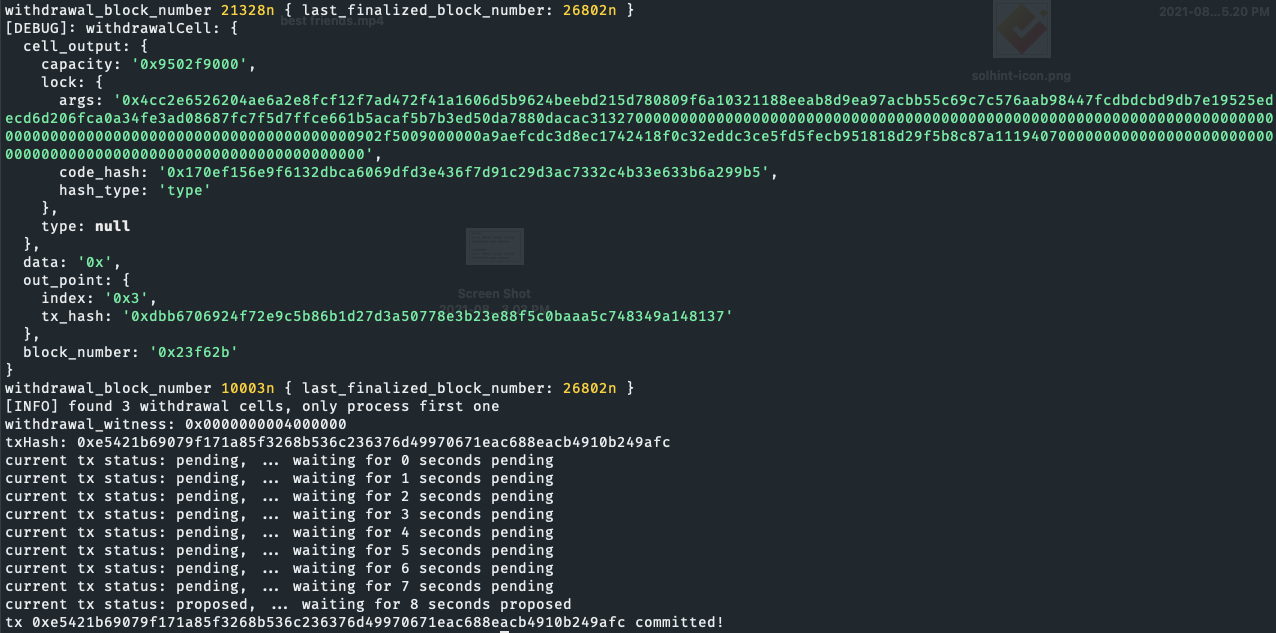 withdrawal_block_number 21328n { last_finalized_block_number: 26802n }
best friends.mp4
2021-08...5.20 PM
[DEBUG]: withdrawalCell: {
cell_output: {
capacity: '0x9502f9000',
solhint-icon.png
lock: {
args: '0x4cc2e6526204ae6a2e8fcf12f7ad472f41a1606d5b9624beebd215d780809f6a10321188eeab8d9ea97acbb55c69c7c576aab98447fcdbdcbd9db7e19525ed
ecd6d206fca0a34fe3ad08687fc7f5d7ffce661b5acaf5b7b3ed50da7880dacac3132700000000000000000000000000000000000000000000000000000000000000000000000
0000000000000000000000000000000000000000902f5009000000a9aefcdc3d8ec1742418f0c32eddc3ce5fd5fecb951818d29f5b8c87a1119407000000000000000000000000
0000000000000000000000000000000000000000',
code_hash: '0x170ef156e9f6132dbca6069dfd3e436f7d91c29d3ac7332c4b33e633b6a299b5',
hash_type: 'type'
},
type: null
},
data: '0x',
out_point: {
index: '0x3',
Screen Shot
tx_hash: '0xdbb6706924f72e9c5b86b1d27d3a50778e3b23e88f5c0baaa5c748349a148137'
},
block_number: '0x23f62b'
}
withdrawal_block_number 10003n { last_finalized_block_number: 26802n }
[INFO] found 3 withdrawal cells, only process first one
withdrawal_witness: 0x0000000004000000
txHash: 0xe5421b69079f171a85f3268b536c236376d49970671eac688eacb4910b249afc
current tx status: pending, ... waiting for 0 seconds pending
current tx status: pending, ... waiting for 1 seconds pending
current tx status: pending, ... waiting for 2 seconds pending
current tx status: pending, ... waiting for 3 seconds pending
current tx status: pending, ... waiting for 4 seconds pending
current tx status: pending, ... waiting for 5 seconds pending
current tx status: pending, ... waiting for 6 seconds pending
current tx status: pending, ... waiting for 7 seconds pending
current tx status: proposed, ... waiting for 8 seconds proposed
tx 0xe5421b69079f171a85f3268b536c236376d49970671eac688eacb4910b249afc committed!